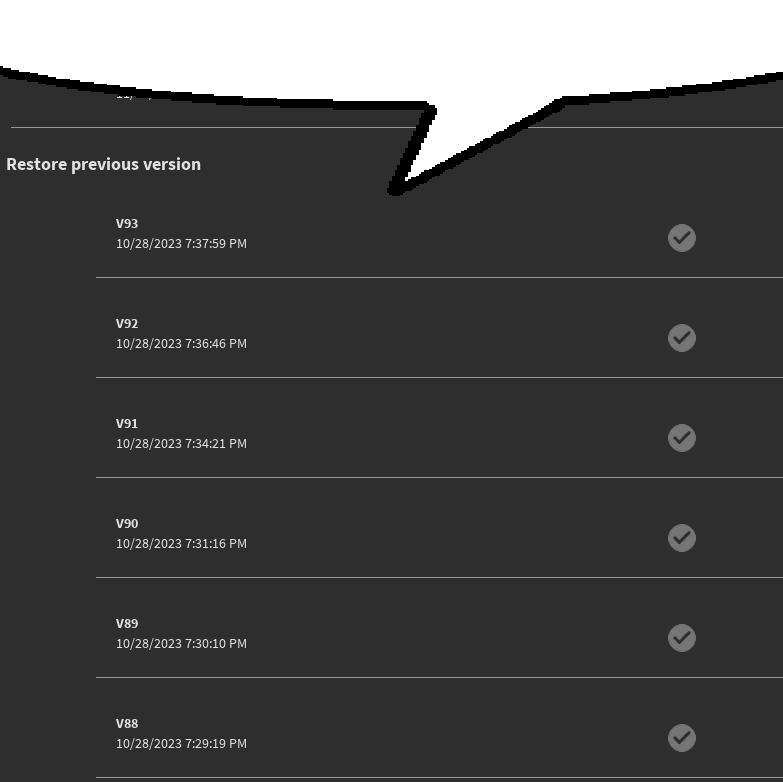 Restore previous version
V93
10/28/2023 7:37:59 PM
V92
10/28/2023 7:36:46 PM
V91
10/28/2023 7:34:21 PM
V90
10/28/2023 7:31:16 PM
V89
10/28/2023 7:30:10 PM
V88
10/28/2023 7:29:19 PM